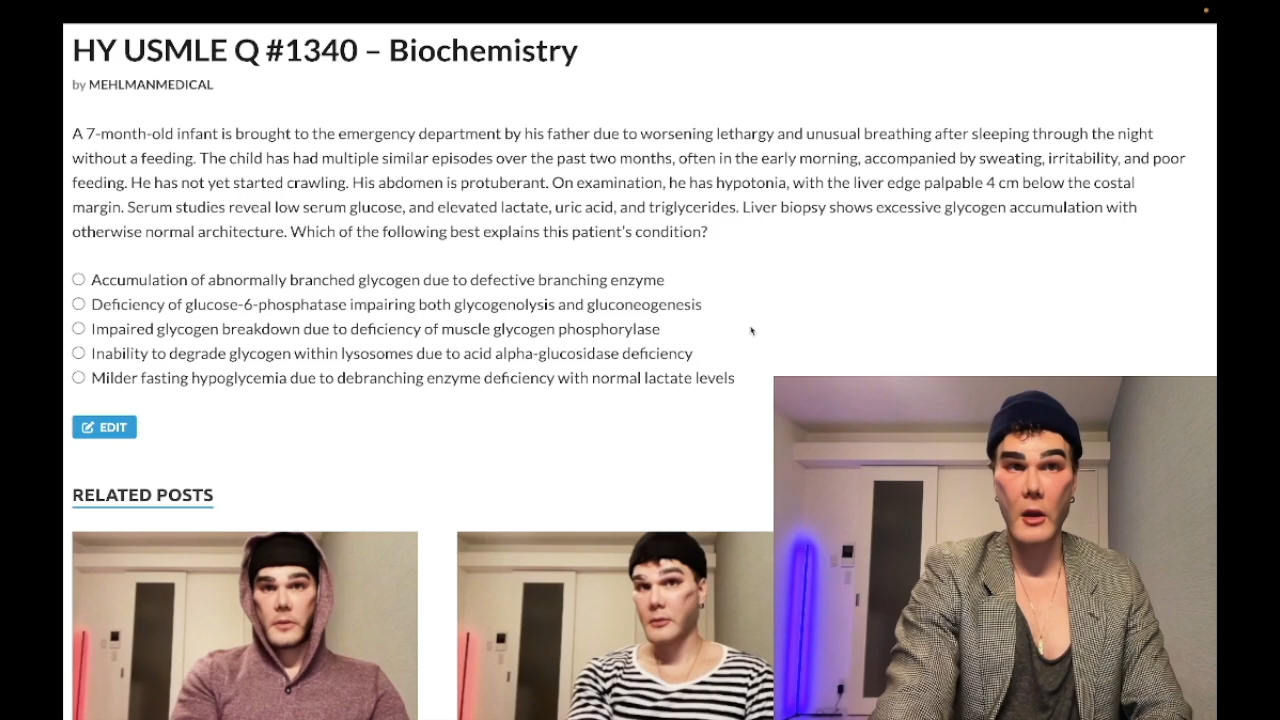 HY USMLE Q #1340 – Biochemistry
by MEHLMANMEDICAL
A 7-month-old infant is brought to the emergency department by his father due to worsening lethargy and unusual breathing after sleeping through the night
without a feeding. The child has had multiple similar episodes over the past two months, often in the early morning, accompanied by sweating, irritability, and poor
feeding. He has not yet started crawling. His abdomen is protuberant. On examination, he has hypotonia, with the liver edge palpable 4 cm below the costal
margin. Serum studies reveal low serum glucose, and elevated lactate, uric acid, and triglycerides. Liver biopsy shows excessive glycogen accumulation with
otherwise normal architecture. Which of the following best explains this patient's condition?
Accumulation of abnormally branched glycogen due to defective branching enzyme
Deficiency of glucose-6-phosphatase impairing both glycogenolysis and gluconeogenesis
Impaired glycogen breakdown due to deficiency of muscle glycogen phosphorylase
Inability to degrade glycogen within lysosomes due to acid alpha-glucosidase deficiency
Milder fasting hypoglycemia due to debranching enzyme deficiency with normal lactate levels
EDIT
RELATED POSTS